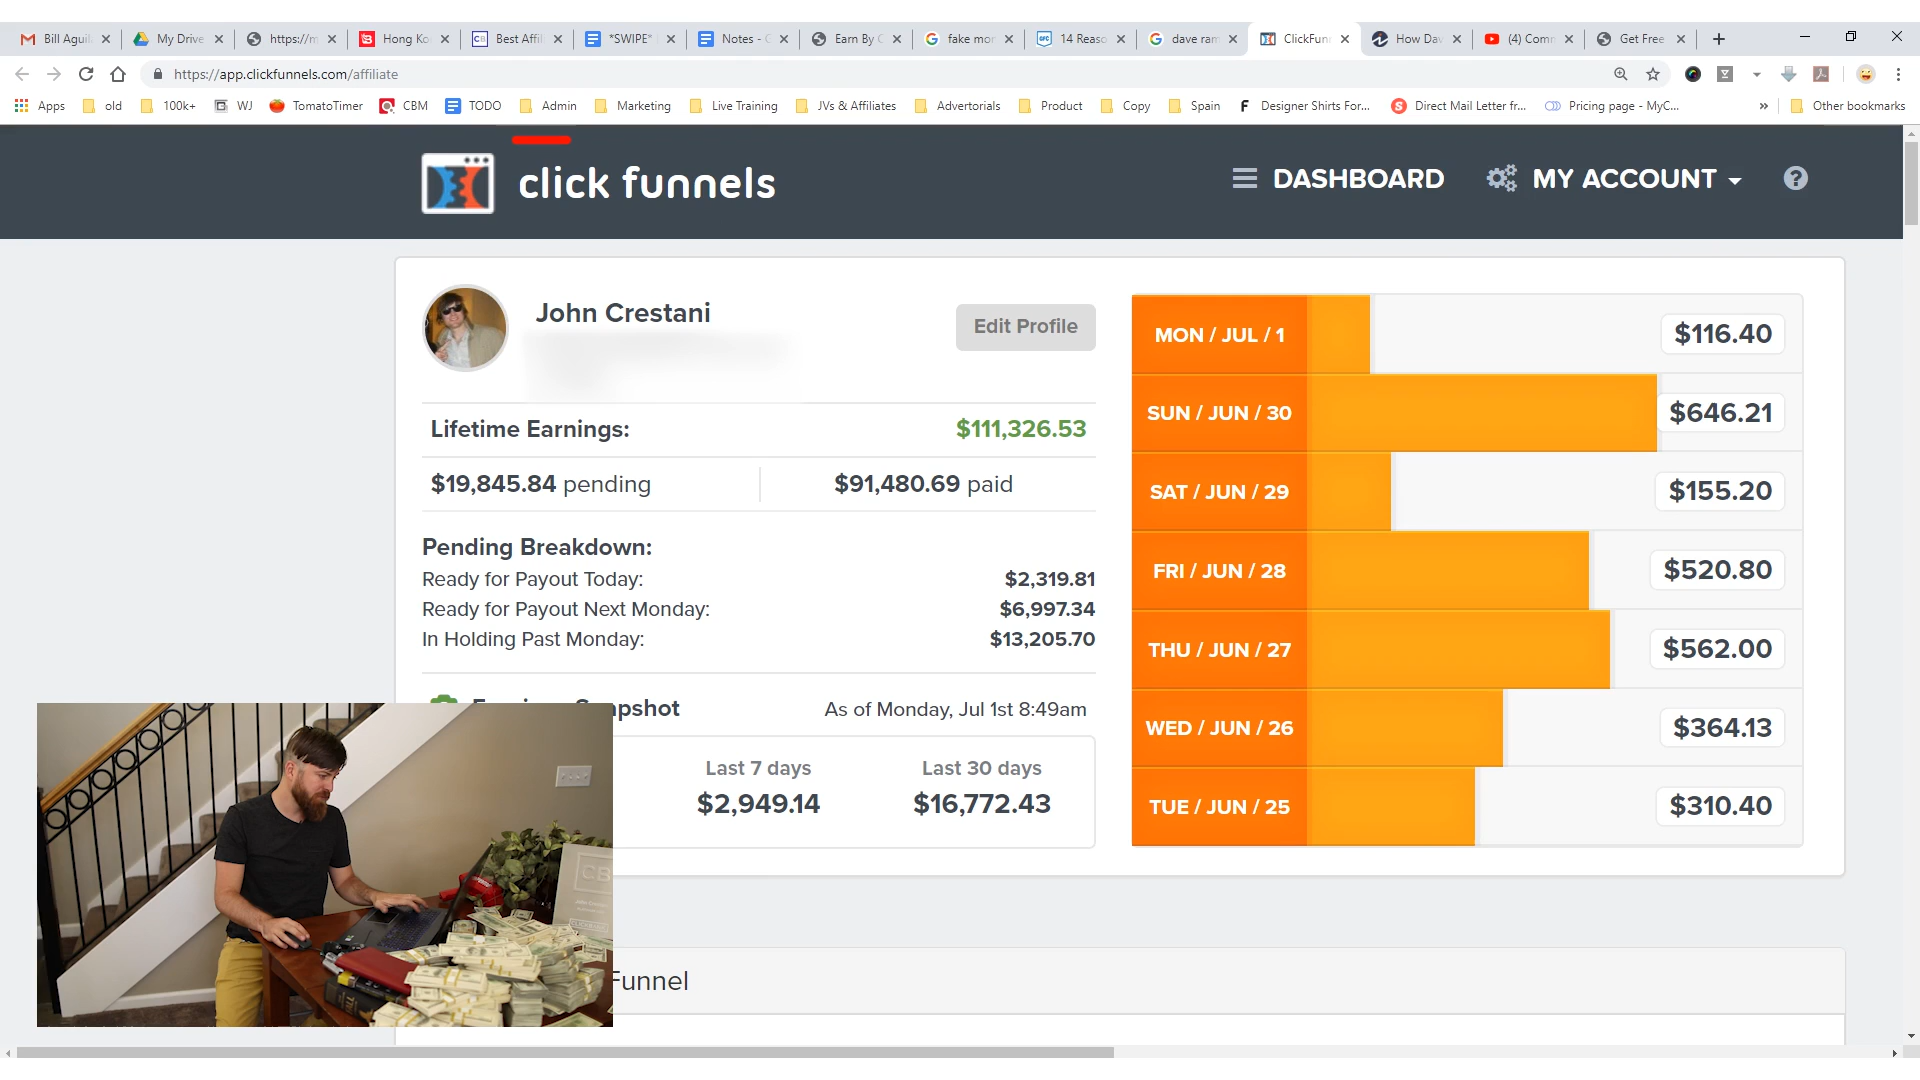 Bill Aguil
My Drive
https://m
Hong Ko
Best Affil
*SWIPE*
Notes - C
Earn By C
fake mon
14 Reaso
dave ram
ClickFunn
How Dav
(4) Comm
Get Free
https://app.clickfunnels.com/affiliate
Apps
old
100k+
WJ
TomatoTimer
CBM
TODO
Admin
Marketing
Live Training
JVs & Affiliates
Advertorials
Product
Copy
Spain
Designer Shirts For...
Direct Mail Letter fr...
Pricing page - MyC...
Other bookmarks
click funnels
DASHBOARD
MY ACCOUNT
John Crestani
Edit Profile
Lifetime Earnings: $111,326.53
$19,845.84 pending
$91,480.69 paid
Pending Breakdown:
Ready for Payout Today: $2,319.81
Ready for Payout Next Monday: $6,997.34
In Holding Past Monday: $13,205.70
apshot
As of Monday, Jul 1st 8:49am
Last 7 days
$2,949.14
Last 30 days
$16,772.43
MON / JUL / 1 $116.40
SUN / JUN / 30 $646.21
SAT / JUN / 29 $155.20
FRI / JUN / 28 $520.80
THU / JUN / 27 $562.00
WED / JUN / 26 $364.13
TUE / JUN / 25 $310.40
Funnel
CB